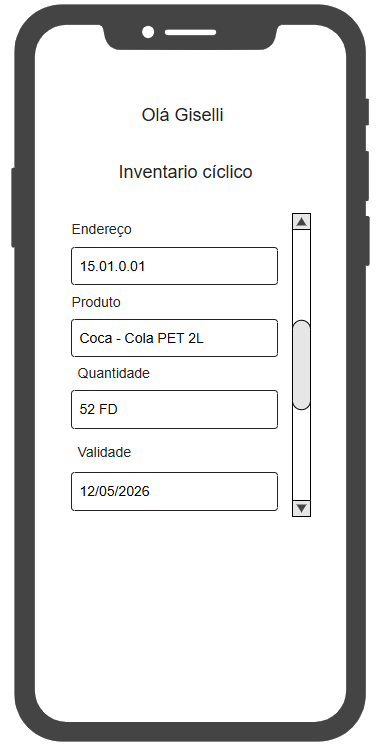 Olá Giselli
Inventario cíclico
Endereço
15.01.0.01
Produto
Coca - Cola PET 2L
Quantidade
52 FD
Validade
12/05/2026